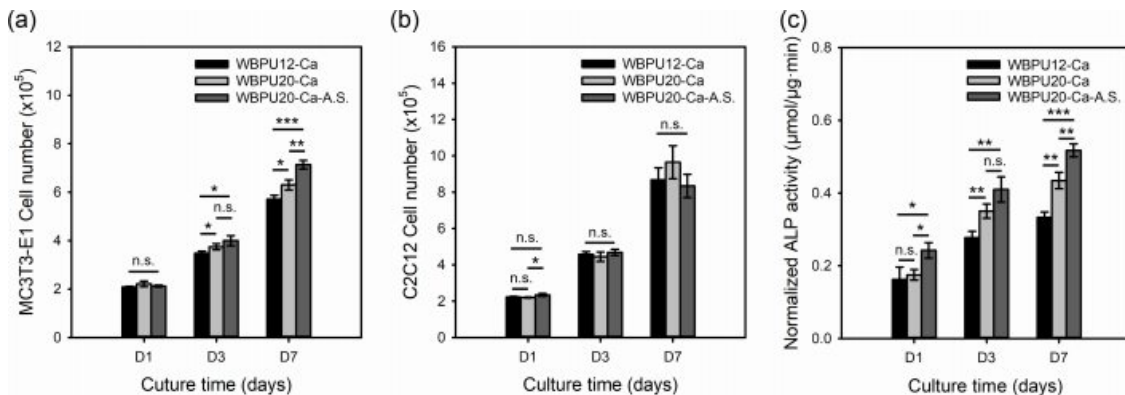 (a)
MC3T3-E1 Cell number (x10⁵)
12
10
8
6
4
2
0
WBPU12-Ca
WBPU20-Ca
WBPU20-Ca-A.S.
n.s.
*
*
n.s.
***
*
**
D1 D3 D7
Cuture time (days)
(b)
C2C12 Cell number (x10⁵)
16
14
12
10
8
6
4
2
0
WBPU12-Ca
WBPU20-Ca
WBPU20-Ca-A.S.
n.s.
n.s.
*
n.s.
n.s.
D1 D3 D7
Culture time (days)
(c)
Normalized ALP activity (μmol/μg·min)
0.8
0.6
0.4
0.2
0.0
WBPU12-Ca
WBPU20-Ca
WBPU20-Ca-A.S.
*
n.s.
*
**
**
n.s.
***
**
**
D1 D3 D7
Culture time (days)